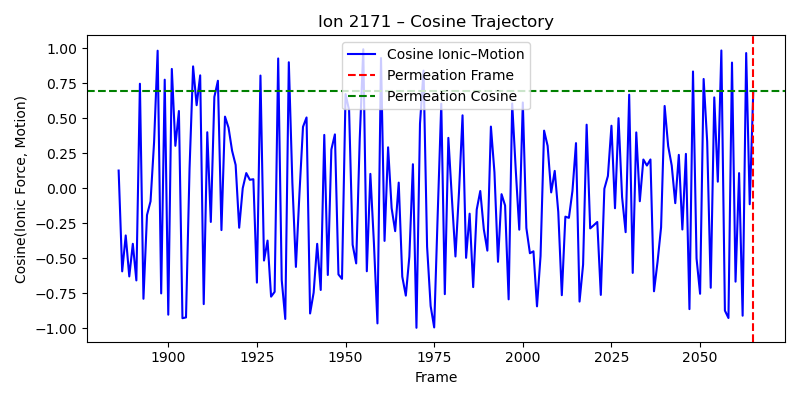 Ion 2171 – Cosine Trajectory
Cosine(Ionic Force, Motion)
1.00
0.75
0.50
0.25
0.00
−0.25
−0.50
−0.75
−1.00
Cosine Ionic–Motion
Permeation Frame
Permeation Cosine
1900
1925
1950
1975
2000
2025
2050
Frame